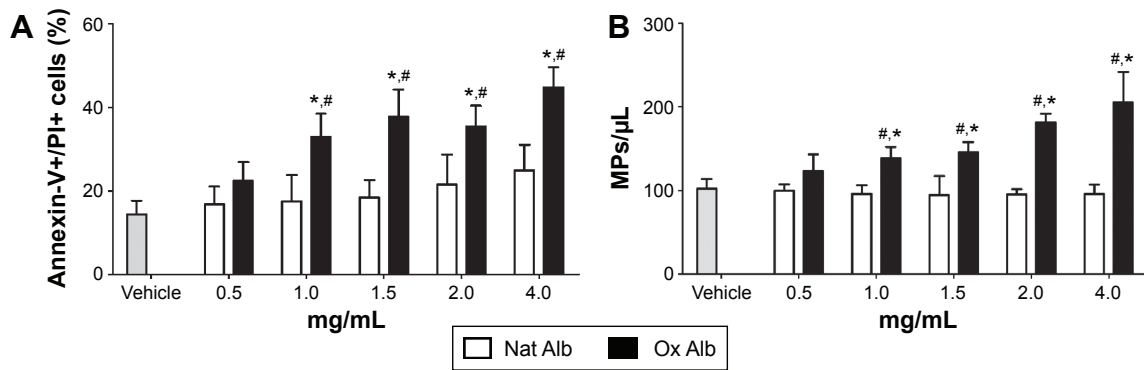 A
Annexin-V+/PI+ cells (%)
60
40
20
0
*,#
*,#
*,#
*,#
Vehicle 0.5 1.0 1.5 2.0 4.0
mg/mL
B
MPs/µL
300
200
100
0
#,*
#,*
#,*
#,*
Vehicle 0.5 1.0 1.5 2.0 4.0
mg/mL
Nat Alb Ox Alb